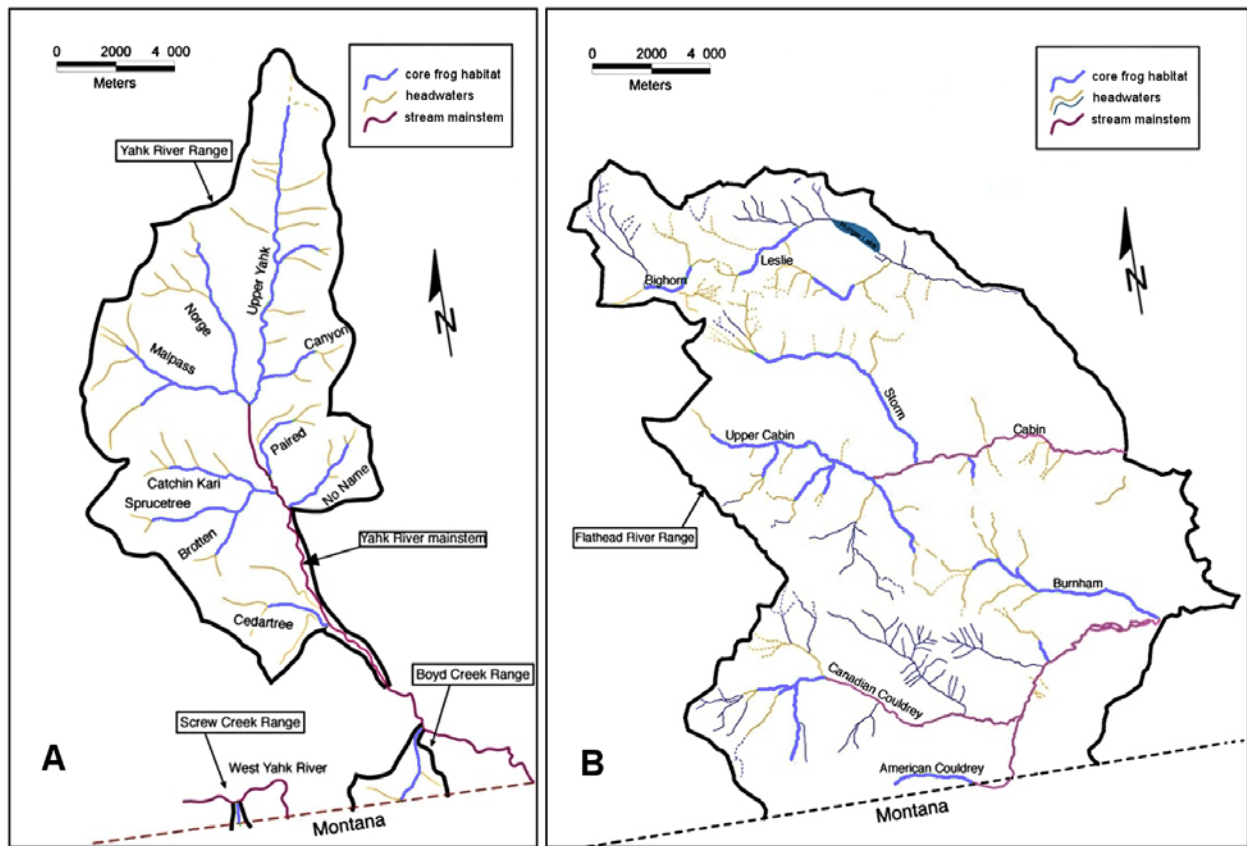 0 2000 4 000
Meters
core frog habitat
headwaters
stream mainstem
Yahk River Range
Upper Yahk
Norge
Canyon
Malpass
Paired
Catchin Kari
No Name
Sprucetree
Brotten
Yahk River mainstem
Cedartree
Boyd Creek Range
Screw Creek Range
West Yahk River
A
Montana
N
0 2000 4 000
Meters
core frog habitat
headwaters
stream mainstem
Leslie
Bighorn
N
Storm
Upper Cabin
Cabin
Flathead River Range
Burnham
Canadian Couldrey
American Couldrey
B
Montana